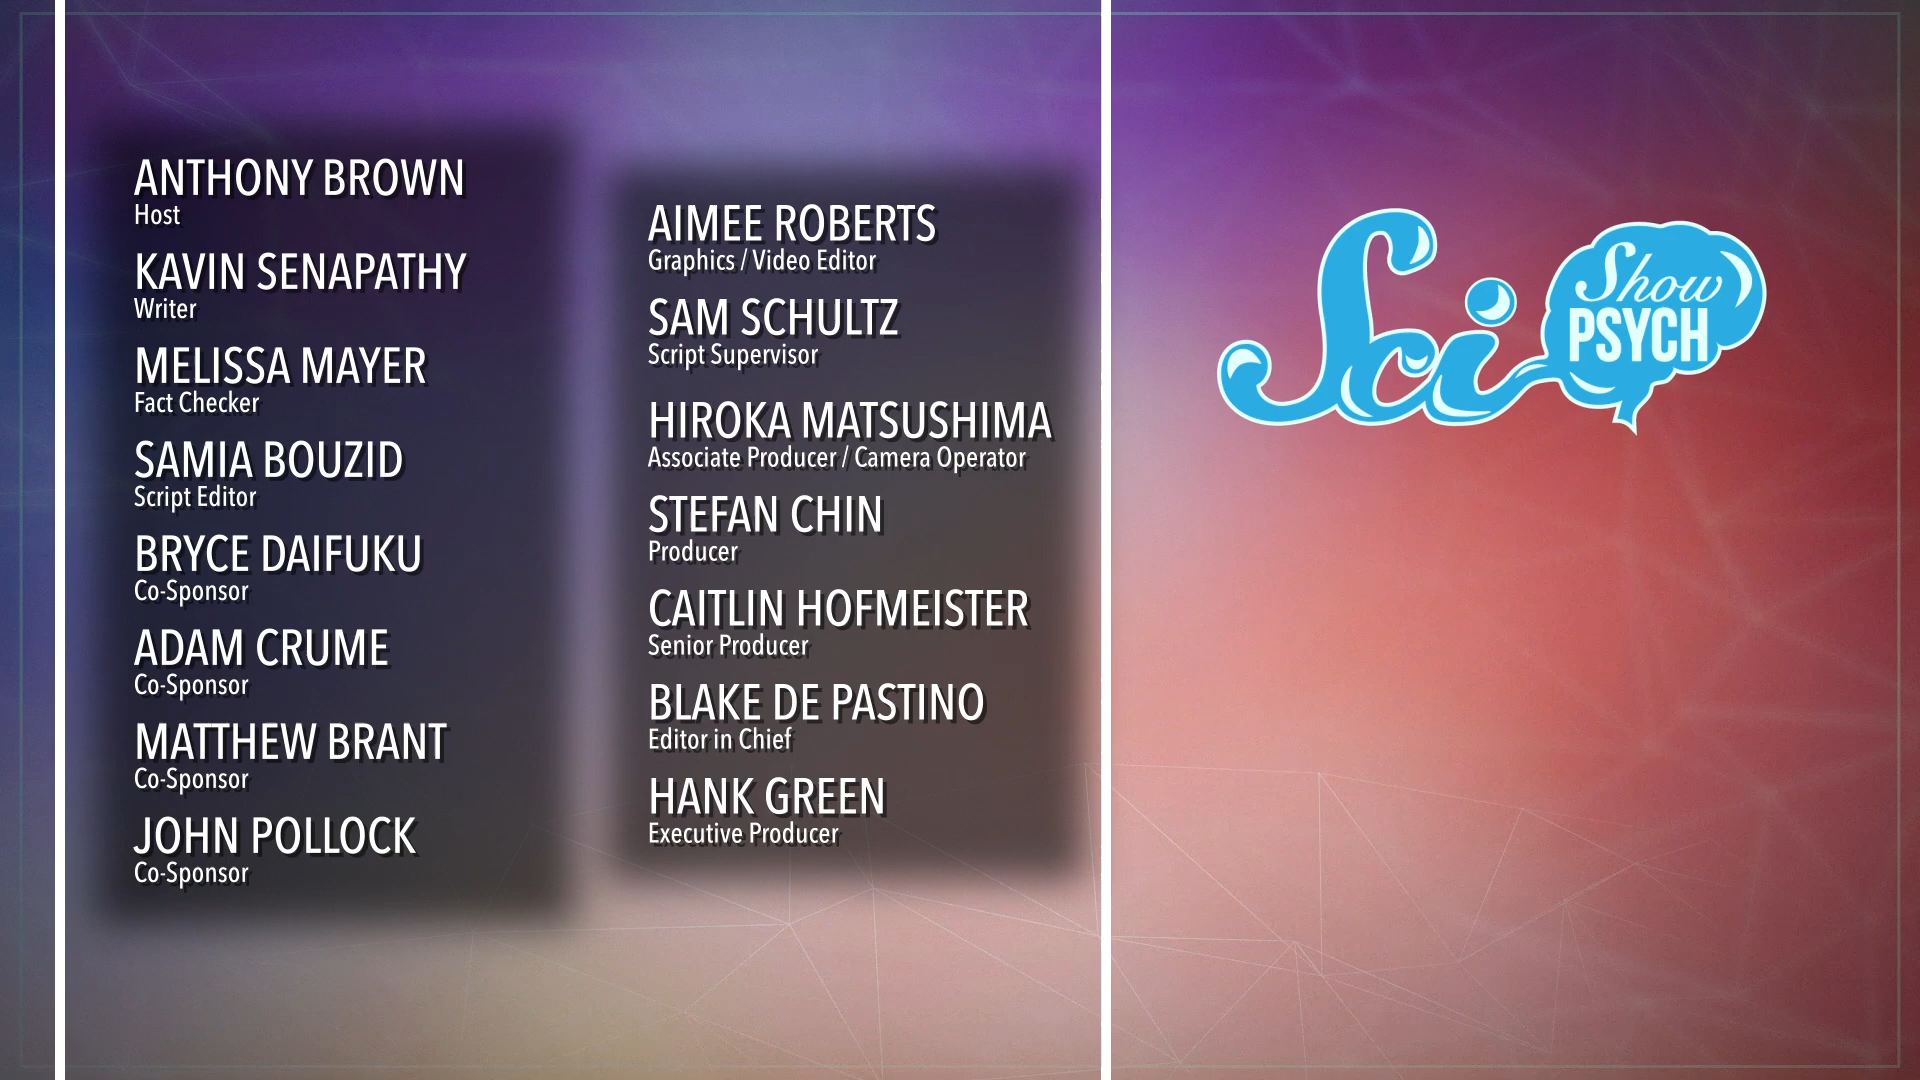 ANTHONY BROWN
Host
KAVIN SENAPATHY
Writer
MELISSA MAYER
Fact Checker
SAMIA BOUZID
Script Editor
BRYCE DAIFUKU
Co-Sponsor
ADAM CRUME
Co-Sponsor
MATTHEW BRANT
Co-Sponsor
JOHN POLLOCK
Co-Sponsor
AIMEE ROBERTS
Graphics / Video Editor
SAM SCHULTZ
Script Supervisor
HIROKA MATSUSHIMA
Associate Producer / Camera Operator
STEFAN CHIN
Producer
CAITLIN HOFMEISTER
Senior Producer
BLAKE DE PASTINO
Editor in Chief
HANK GREEN
Executive Producer
Sci
Show
PSYCH